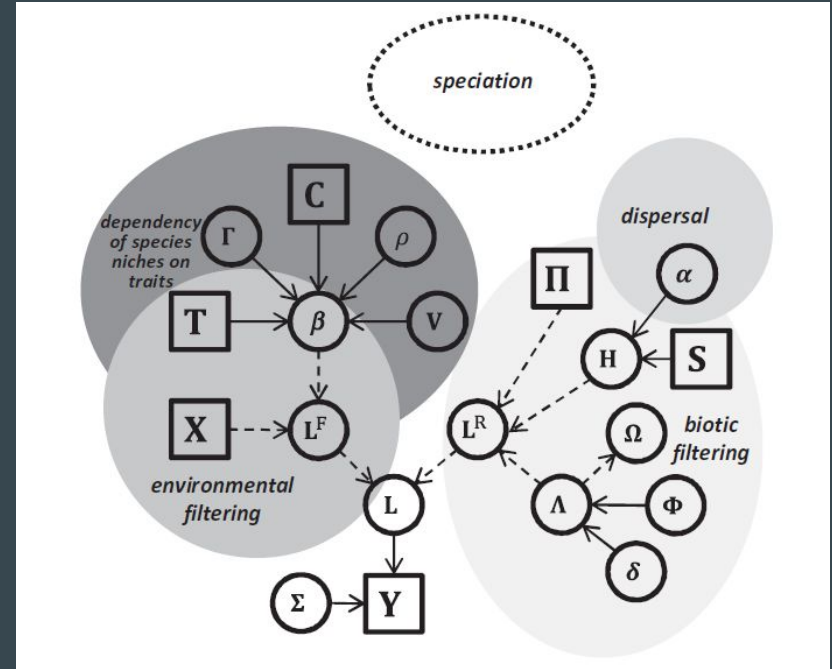 speciation
dispersal
dependency
of species
niches on
traits
C
Γ
ρ
T
β
V
Π
α
H
S
X
L^F
L^R
Ω
biotic
filtering
environmental
filtering
L
Λ
Φ
δ
Σ
Y